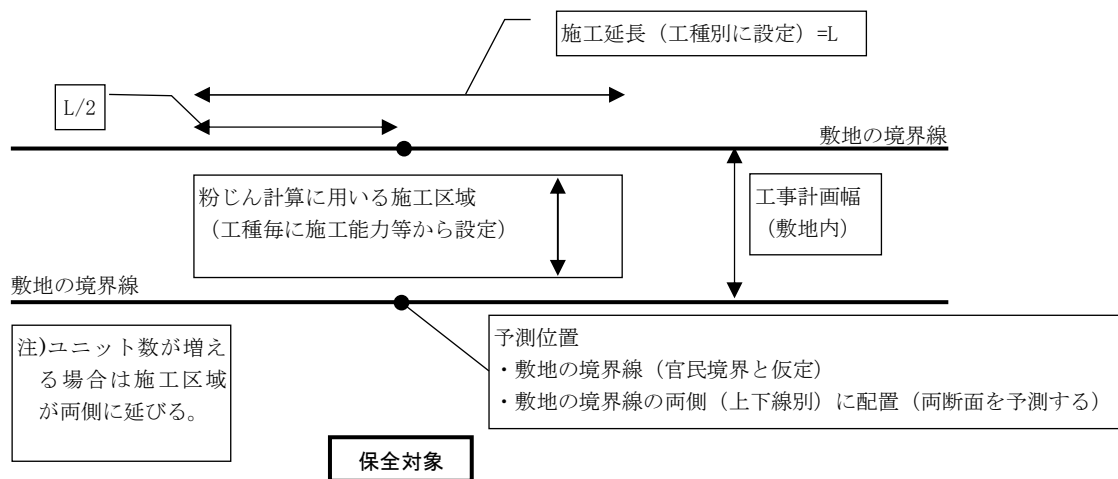 施工延長（工種別に設定）=L
L/2
敷地の境界線
粉じん計算に用いる施工区域
（工種毎に施工能力等から設定）
工事計画幅
（敷地内）
敷地の境界線
注)ユニット数が増え
る場合は施工区域
が両側に延びる。
予測位置
・敷地の境界線（官民境界と仮定）
・敷地の境界線の両側（上下線別）に配置（両断面を予測する）
保全対象